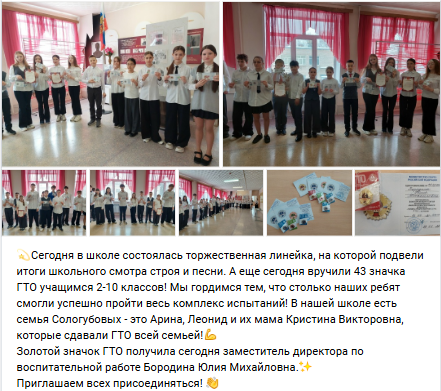 💫Сегодня в школе состоялась торжественная линейка, на которой подвели
итоги школьного смотра строя и песни. А еще сегодня вручили 43 значка
ГТО учащимся 2-10 классов! Мы гордимся тем, что столько наших ребят
смогли успешно пройти весь комплекс испытаний! В нашей школе есть
семья Сологубовых - это Арина, Леонид и их мама Кристина Викторовна,
которые сдавали ГТО всей семьей!💪
Золотой значок ГТО получила сегодня заместитель директора по
воспитательной работе Бородина Юлия Михайловна.✨
Приглашаем всех присоединяться! 👏